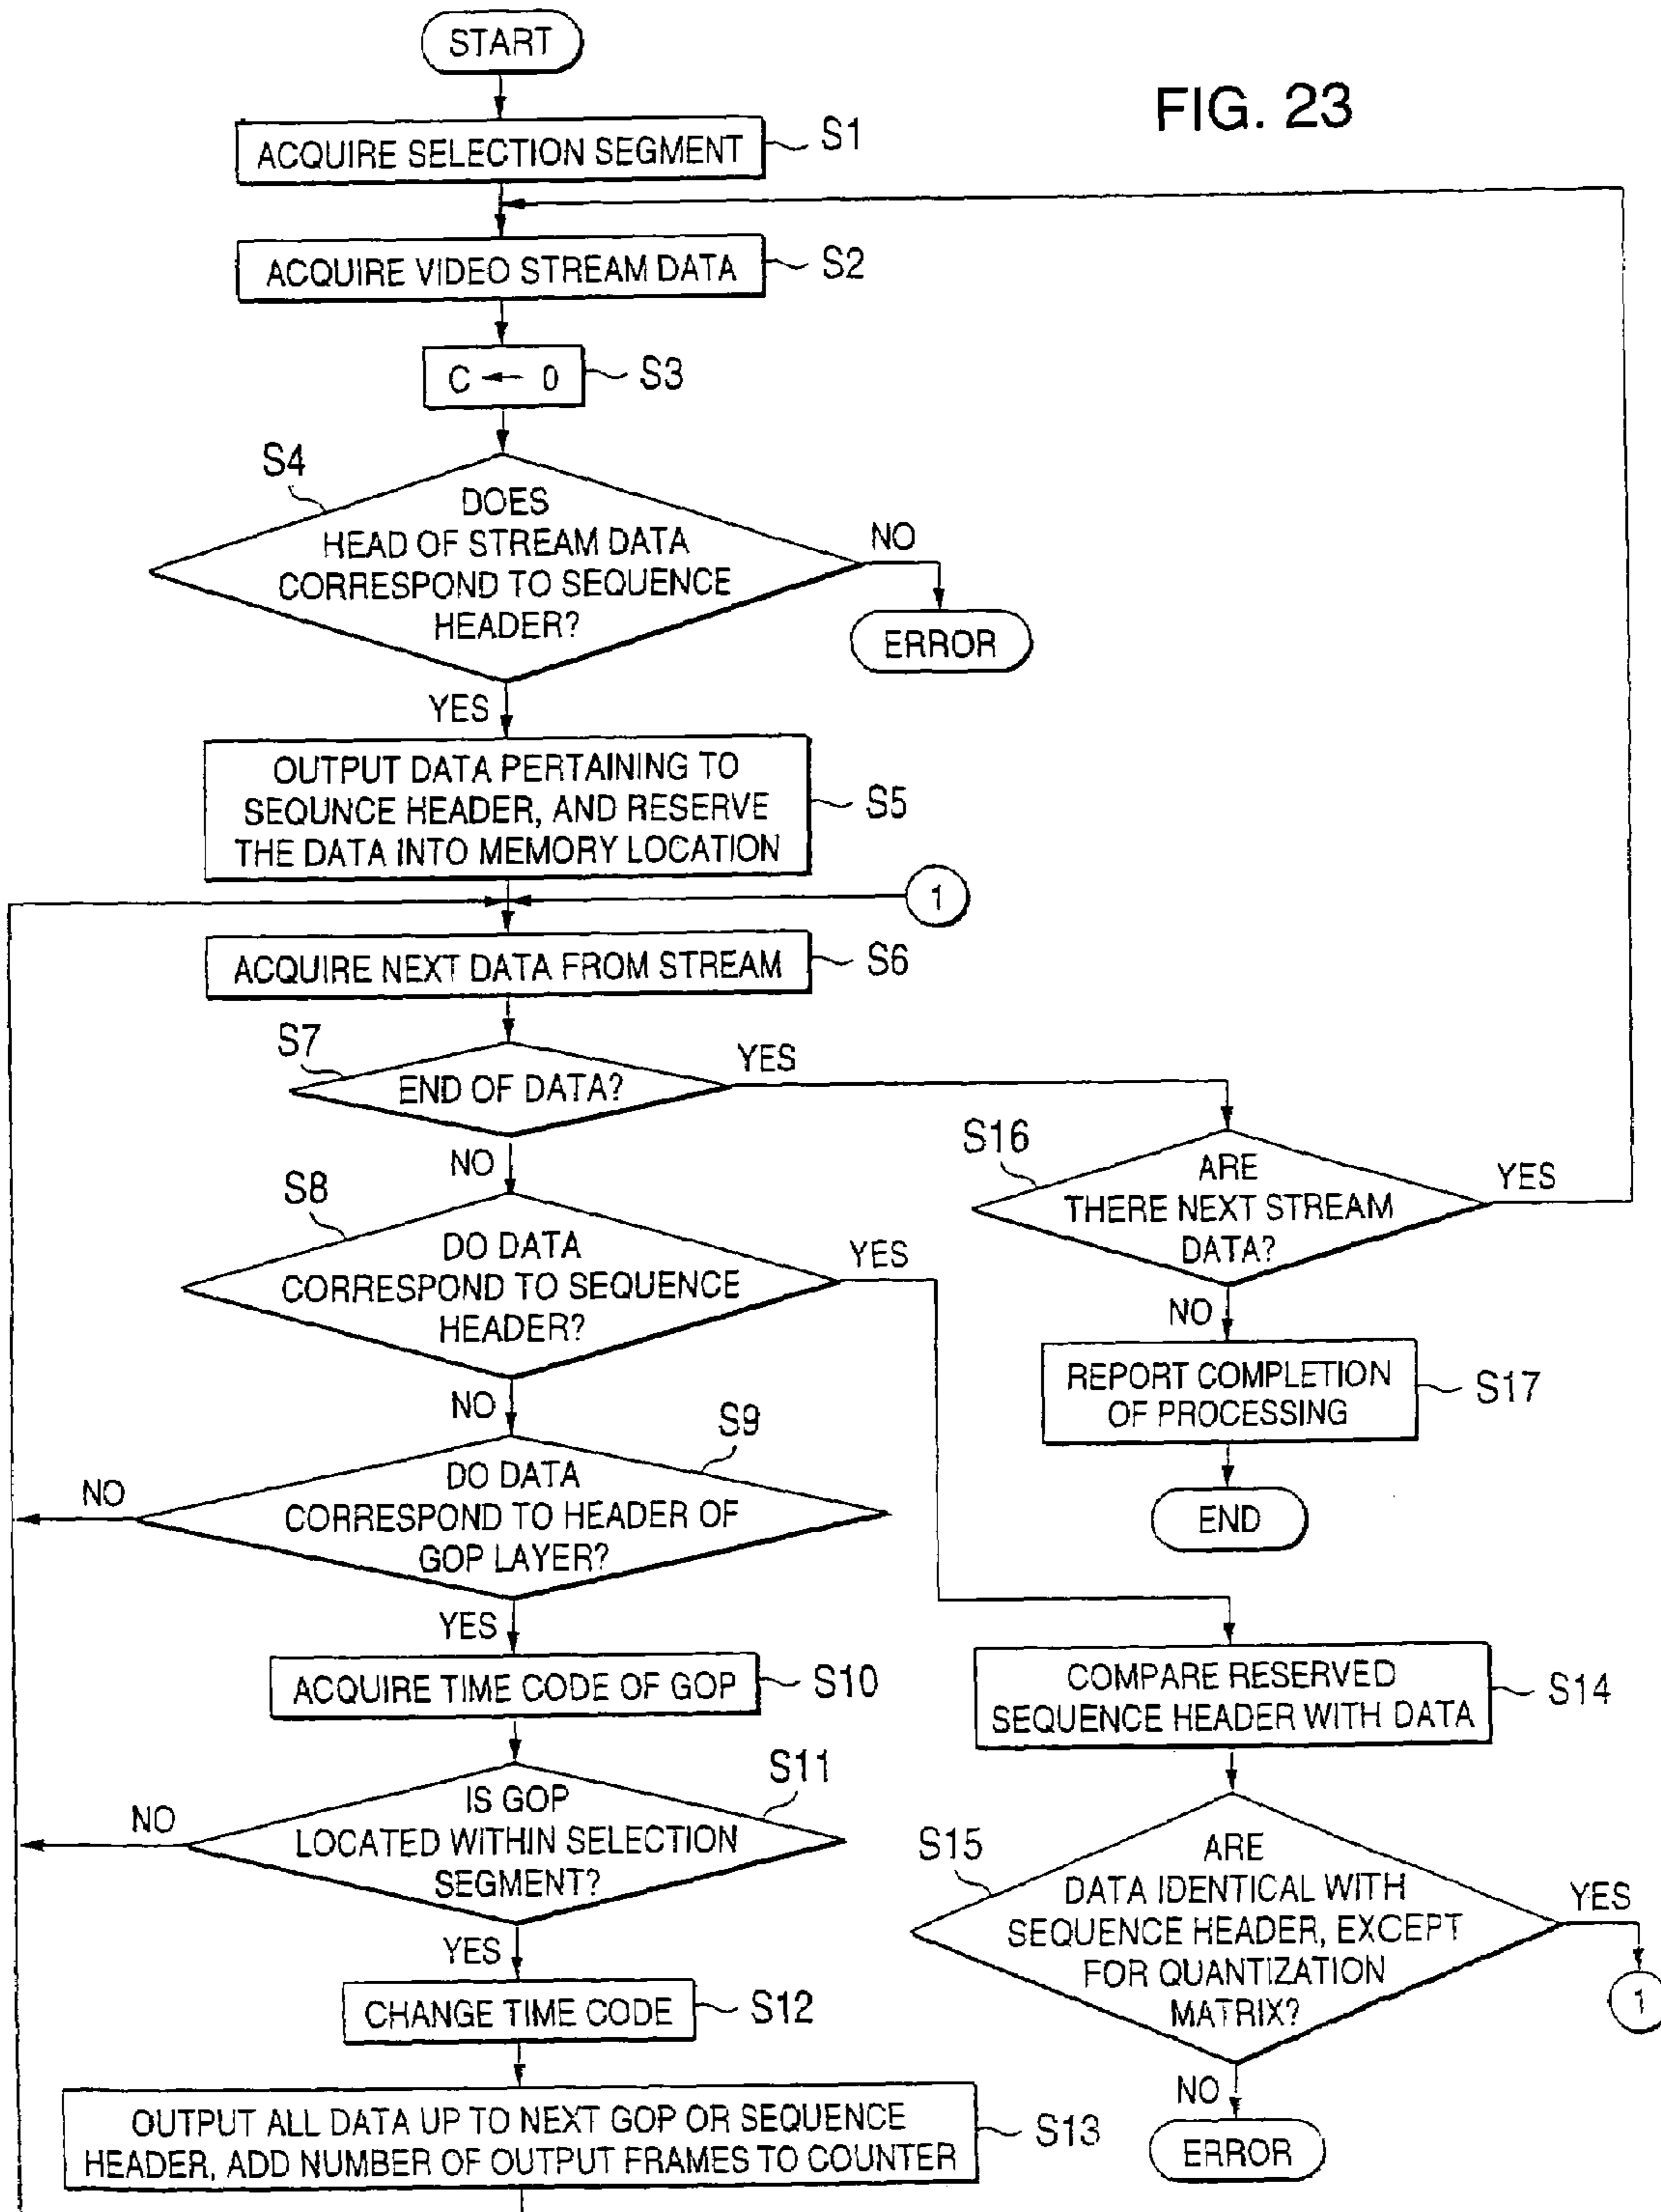 START
FIG. 23
ACQUIRE SELECTION SEGMENT
S1
ACQUIRE VIDEO STREAM DATA
S2
C ← 0
S3
S4
DOES
HEAD OF STREAM DATA
CORRESPOND TO SEQUENCE
HEADER?
NO
ERROR
YES
OUTPUT DATA PERTAINING TO
SEQUNCE HEADER, AND RESERVE
THE DATA INTO MEMORY LOCATION
S5
1
ACQUIRE NEXT DATA FROM STREAM
S6
S7
END OF DATA?
YES
NO
S16
ARE
THERE NEXT STREAM
DATA?
YES
NO
REPORT COMPLETION
OF PROCESSING
S17
END
S8
DO DATA
CORRESPOND TO SEQUENCE
HEADER?
YES
NO
S9
DO DATA
CORRESPOND TO HEADER OF
GOP LAYER?
NO
YES
ACQUIRE TIME CODE OF GOP
S10
S11
IS GOP
LOCATED WITHIN SELECTION
SEGMENT?
NO
YES
CHANGE TIME CODE
S12
OUTPUT ALL DATA UP TO NEXT GOP OR SEQUENCE
HEADER, ADD NUMBER OF OUTPUT FRAMES TO COUNTER
S13
COMPARE RESERVED
SEQUENCE HEADER WITH DATA
S14
S15
ARE
DATA IDENTICAL WITH
SEQUENCE HEADER, EXCEPT
FOR QUANTIZATION
MATRIX?
YES
1
NO
ERROR